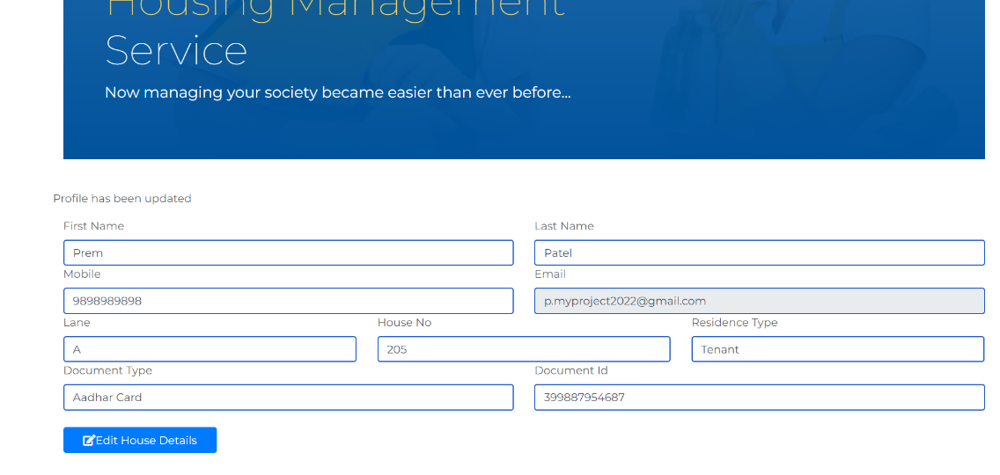 Housing Management
Service
Now managing your society became easier than ever before...
Profile has been updated
First Name
Last Name
Prem
Patel
Mobile
Email
9898989898
p.myproject2022@gmail.com
Lane
House No
Residence Type
A
205
Tenant
Document Type
Document Id
Aadhar Card
399887954687
Edit House Details